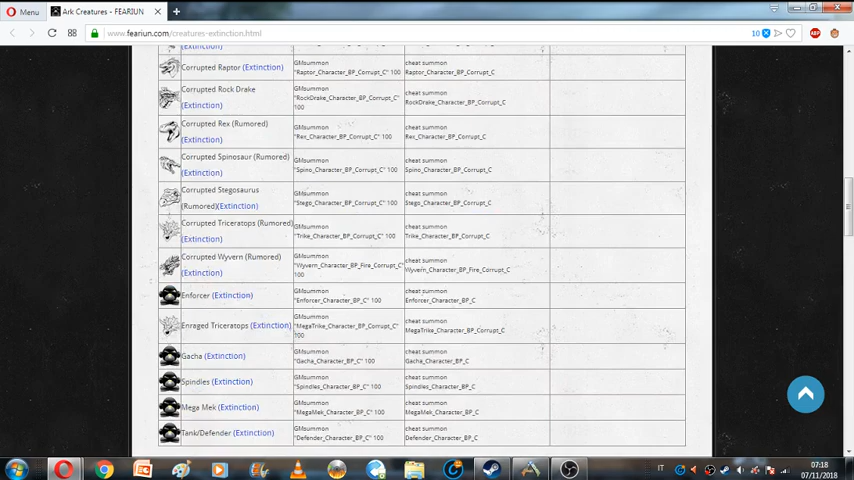 Menu
Ark Creatures - FEARIUN
www.feariun.com/creatures-extinction.html
10
(Extinction)
Corrupted Raptor (Extinction)
GMsummon
"Raptor_Character_BP_Corrupt_C" 100
cheat summon
Raptor_Character_BP_Corrupt_C
Corrupted Rock Drake
(Extinction)
GMsummon
"RockDrake_Character_BP_Corrupt_C"
100
cheat summon
RockDrake_Character_BP_Corrupt_C
Corrupted Rex (Rumored)
(Extinction)
GMsummon
"Rex_Character_BP_Corrupt_C" 100
cheat summon
Rex_Character_BP_Corrupt_C
Corrupted Spinosaur (Rumored)
(Extinction)
GMsummon
"Spino_Character_BP_Corrupt_C" 100
cheat summon
Spino_Character_BP_Corrupt_C
Corrupted Stegosaurus
(Rumored)(Extinction)
GMsummon
"Stego_Character_BP_Corrupt_C" 100
cheat summon
Stego_Character_BP_Corrupt_C
Corrupted Triceratops (Rumored)
(Extinction)
GMsummon
"Trike_Character_BP_Corrupt_C" 100
cheat summon
Trike_Character_BP_Corrupt_C
Corrupted Wyvern (Rumored)
(Extinction)
GMsummon
"Wyvern_Character_BP_Fire_Corrupt_C"
100
cheat summon
Wyvern_Character_BP_Fire_Corrupt_C
Enforcer (Extinction)
GMsummon
"Enforcer_Character_BP_C" 100
cheat summon
Enforcer_Character_BP_C
Enraged Triceratops (Extinction)
GMsummon
"MegaTrike_Character_BP_Corrupt_C"
100
cheat summon
MegaTrike_Character_BP_Corrupt_C
Gacha (Extinction)
GMsummon
"Gacha_Character_BP_C" 100
cheat summon
Gacha_Character_BP_C
Spindles (Extinction)
GMsummon
"Spindles_Character_BP_C" 100
cheat summon
Spindles_Character_BP_C
Mega Mek (Extinction)
GMsummon
"MegaMek_Character_BP_C" 100
cheat summon
MegaMek_Character_BP_C
Tank/Defender (Extinction)
GMsummon
"Defender_Character_BP_C" 100
cheat summon
Defender_Character_BP_C
IT
07:18
07/11/2018